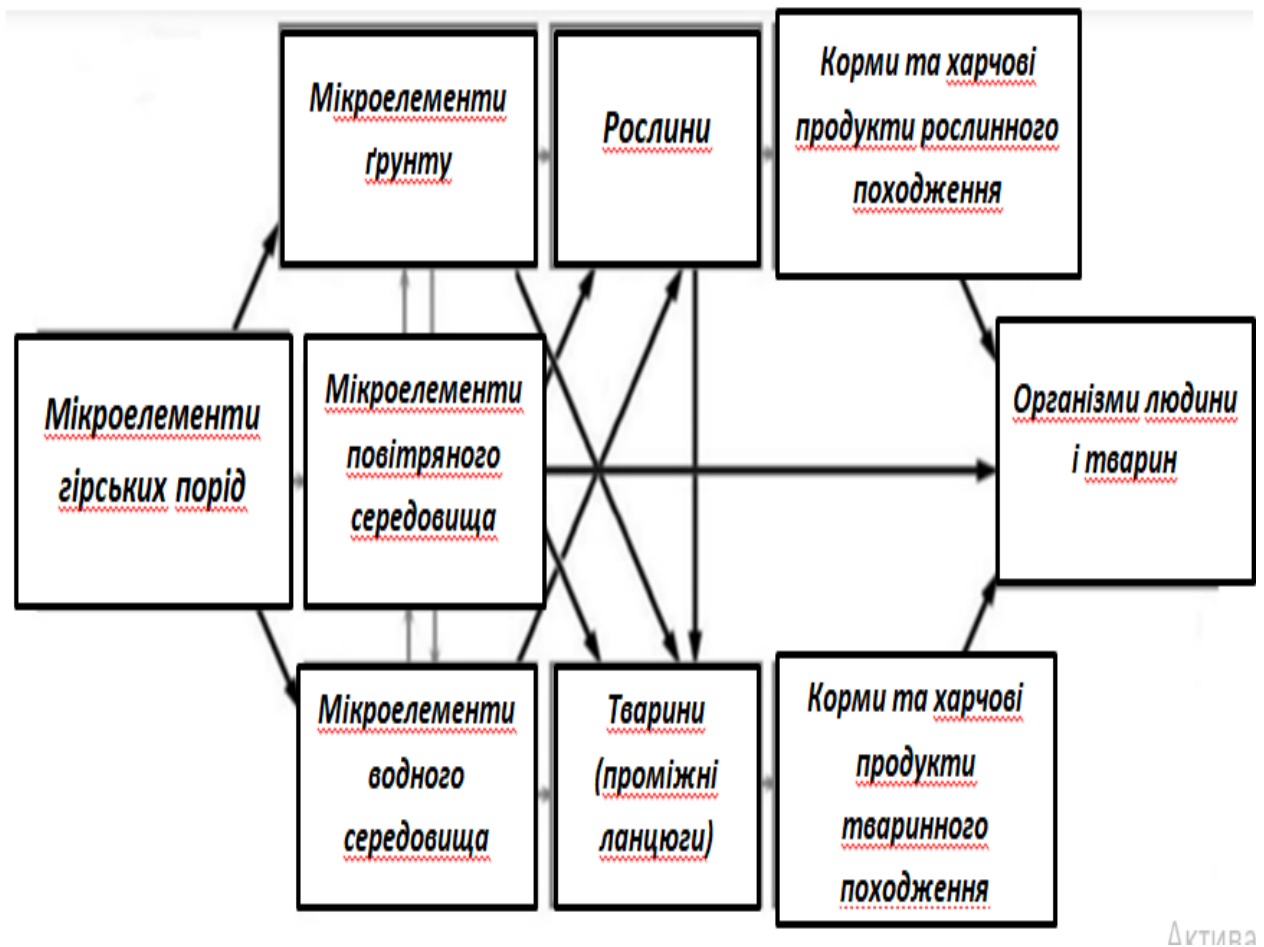 Мікроелементи
ґрунту
Рослини
Корми та харчові
продукти рослинного
походження
Мікроелементи
гірських порід
Мікроелементи
повітряного
середовища
Організми людини
і тварин
Мікроелементи
водного
середовища
Тварини
(проміжні
ланцюги)
Корми та харчові
продукти
тваринного
походження
Актива